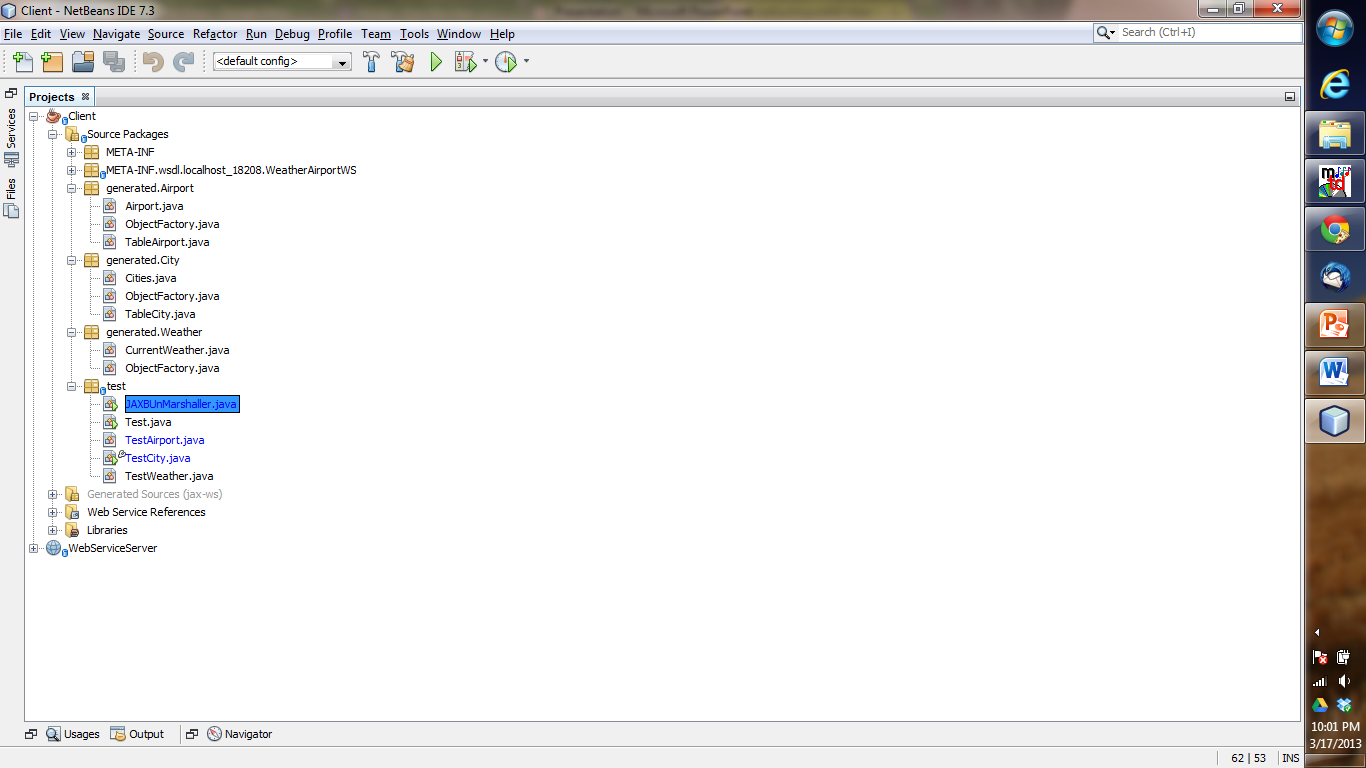 Client - NetBeans IDE 7.3
File Edit View Navigate Source Refactor Run Debug Profile Team Tools Window Help
Search (Ctrl+I)
<default config>
Projects
Services
Files
Client
Source Packages
META-INF
META-INF.wsdl.localhost_18208.WeatherAirportWS
generated.Airport
Airport.java
ObjectFactory.java
TableAirport.java
generated.City
Cities.java
ObjectFactory.java
TableCity.java
generated.Weather
CurrentWeather.java
ObjectFactory.java
test
JAXBUnMarshaller.java
Test.java
TestAirport.java
TestCity.java
TestWeather.java
Generated Sources (jax-ws)
Web Service References
Libraries
WebServiceServer
Usages Output Navigator
62 | 53 INS
10:01 PM
3/17/2013